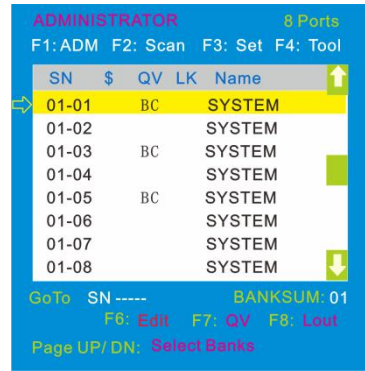 ADMINISTRATOR 8 Ports
F1: ADM F2: Scan F3: Set F4: Tool
SN $ QV LK Name
01-01 BC SYSTEM
01-02 SYSTEM
01-03 BC SYSTEM
01-04 SYSTEM
01-05 BC SYSTEM
01-06 SYSTEM
01-07 SYSTEM
01-08 SYSTEM
GoTo SN ----- BANKSUM: 01
F6: Edit F7: QV F8: Lout
Page UP/ DN: Select Banks